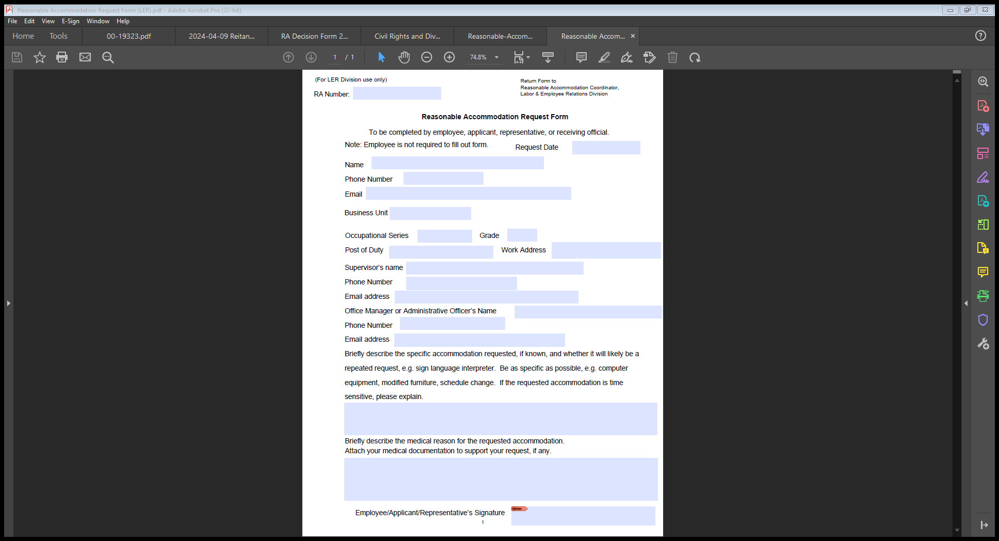 Reasonable Accommodation Request Form (LER).pdf - Adobe Acrobat Pro (32-bit)
File Edit View E-Sign Window Help
Home Tools 00-19323.pdf 2024-04-09 Reitan... RA Decision Form 2... Civil Rights and Div... Reasonable-Accom... Reasonable Accom... ×
1 / 1 74.8%
(For LER Division use only)
RA Number:
Return Form to
Reasonable Accommodation Coordinator,
Labor & Employee Relations Division
Reasonable Accommodation Request Form
To be completed by employee, applicant, representative, or receiving official.
Note: Employee is not required to fill out form. Request Date
Name
Phone Number
Email
Business Unit
Occupational Series Grade
Post of Duty Work Address
Supervisor’s name
Phone Number
Email address
Office Manager or Administrative Officer’s Name
Phone Number
Email address
Briefly describe the specific accommodation requested, if known, and whether it will likely be a
repeated request, e.g. sign language interpreter. Be as specific as possible, e.g. computer
equipment, modified furniture, schedule change. If the requested accommodation is time
sensitive, please explain.
Briefly describe the medical reason for the requested accommodation.
Attach your medical documentation to support your request, if any.
Employee/Applicant/Representative’s Signature
1